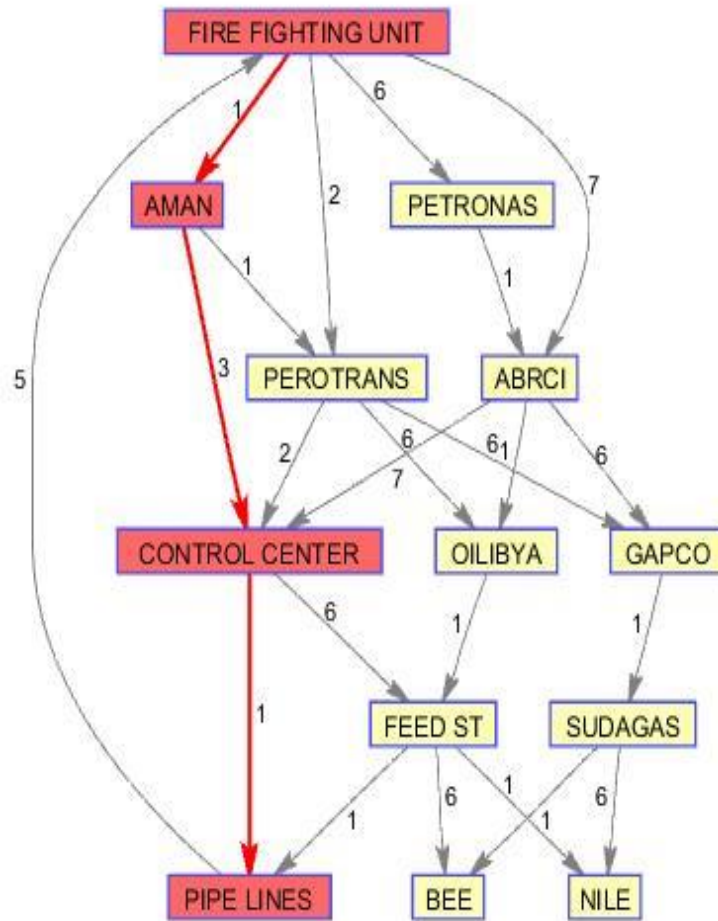 FIRE FIGHTING UNIT
1
6
2
7
AMAN
PETRONAS
1
1
5
3
PEROTRANS
ABRCI
2
6
7
6
1
6
CONTROL CENTER
OILIBYA
GAPCO
6
1
1
FEED ST
SUDAGAS
1
1
6
1
1
6
PIPE LINES
BEE
NILE